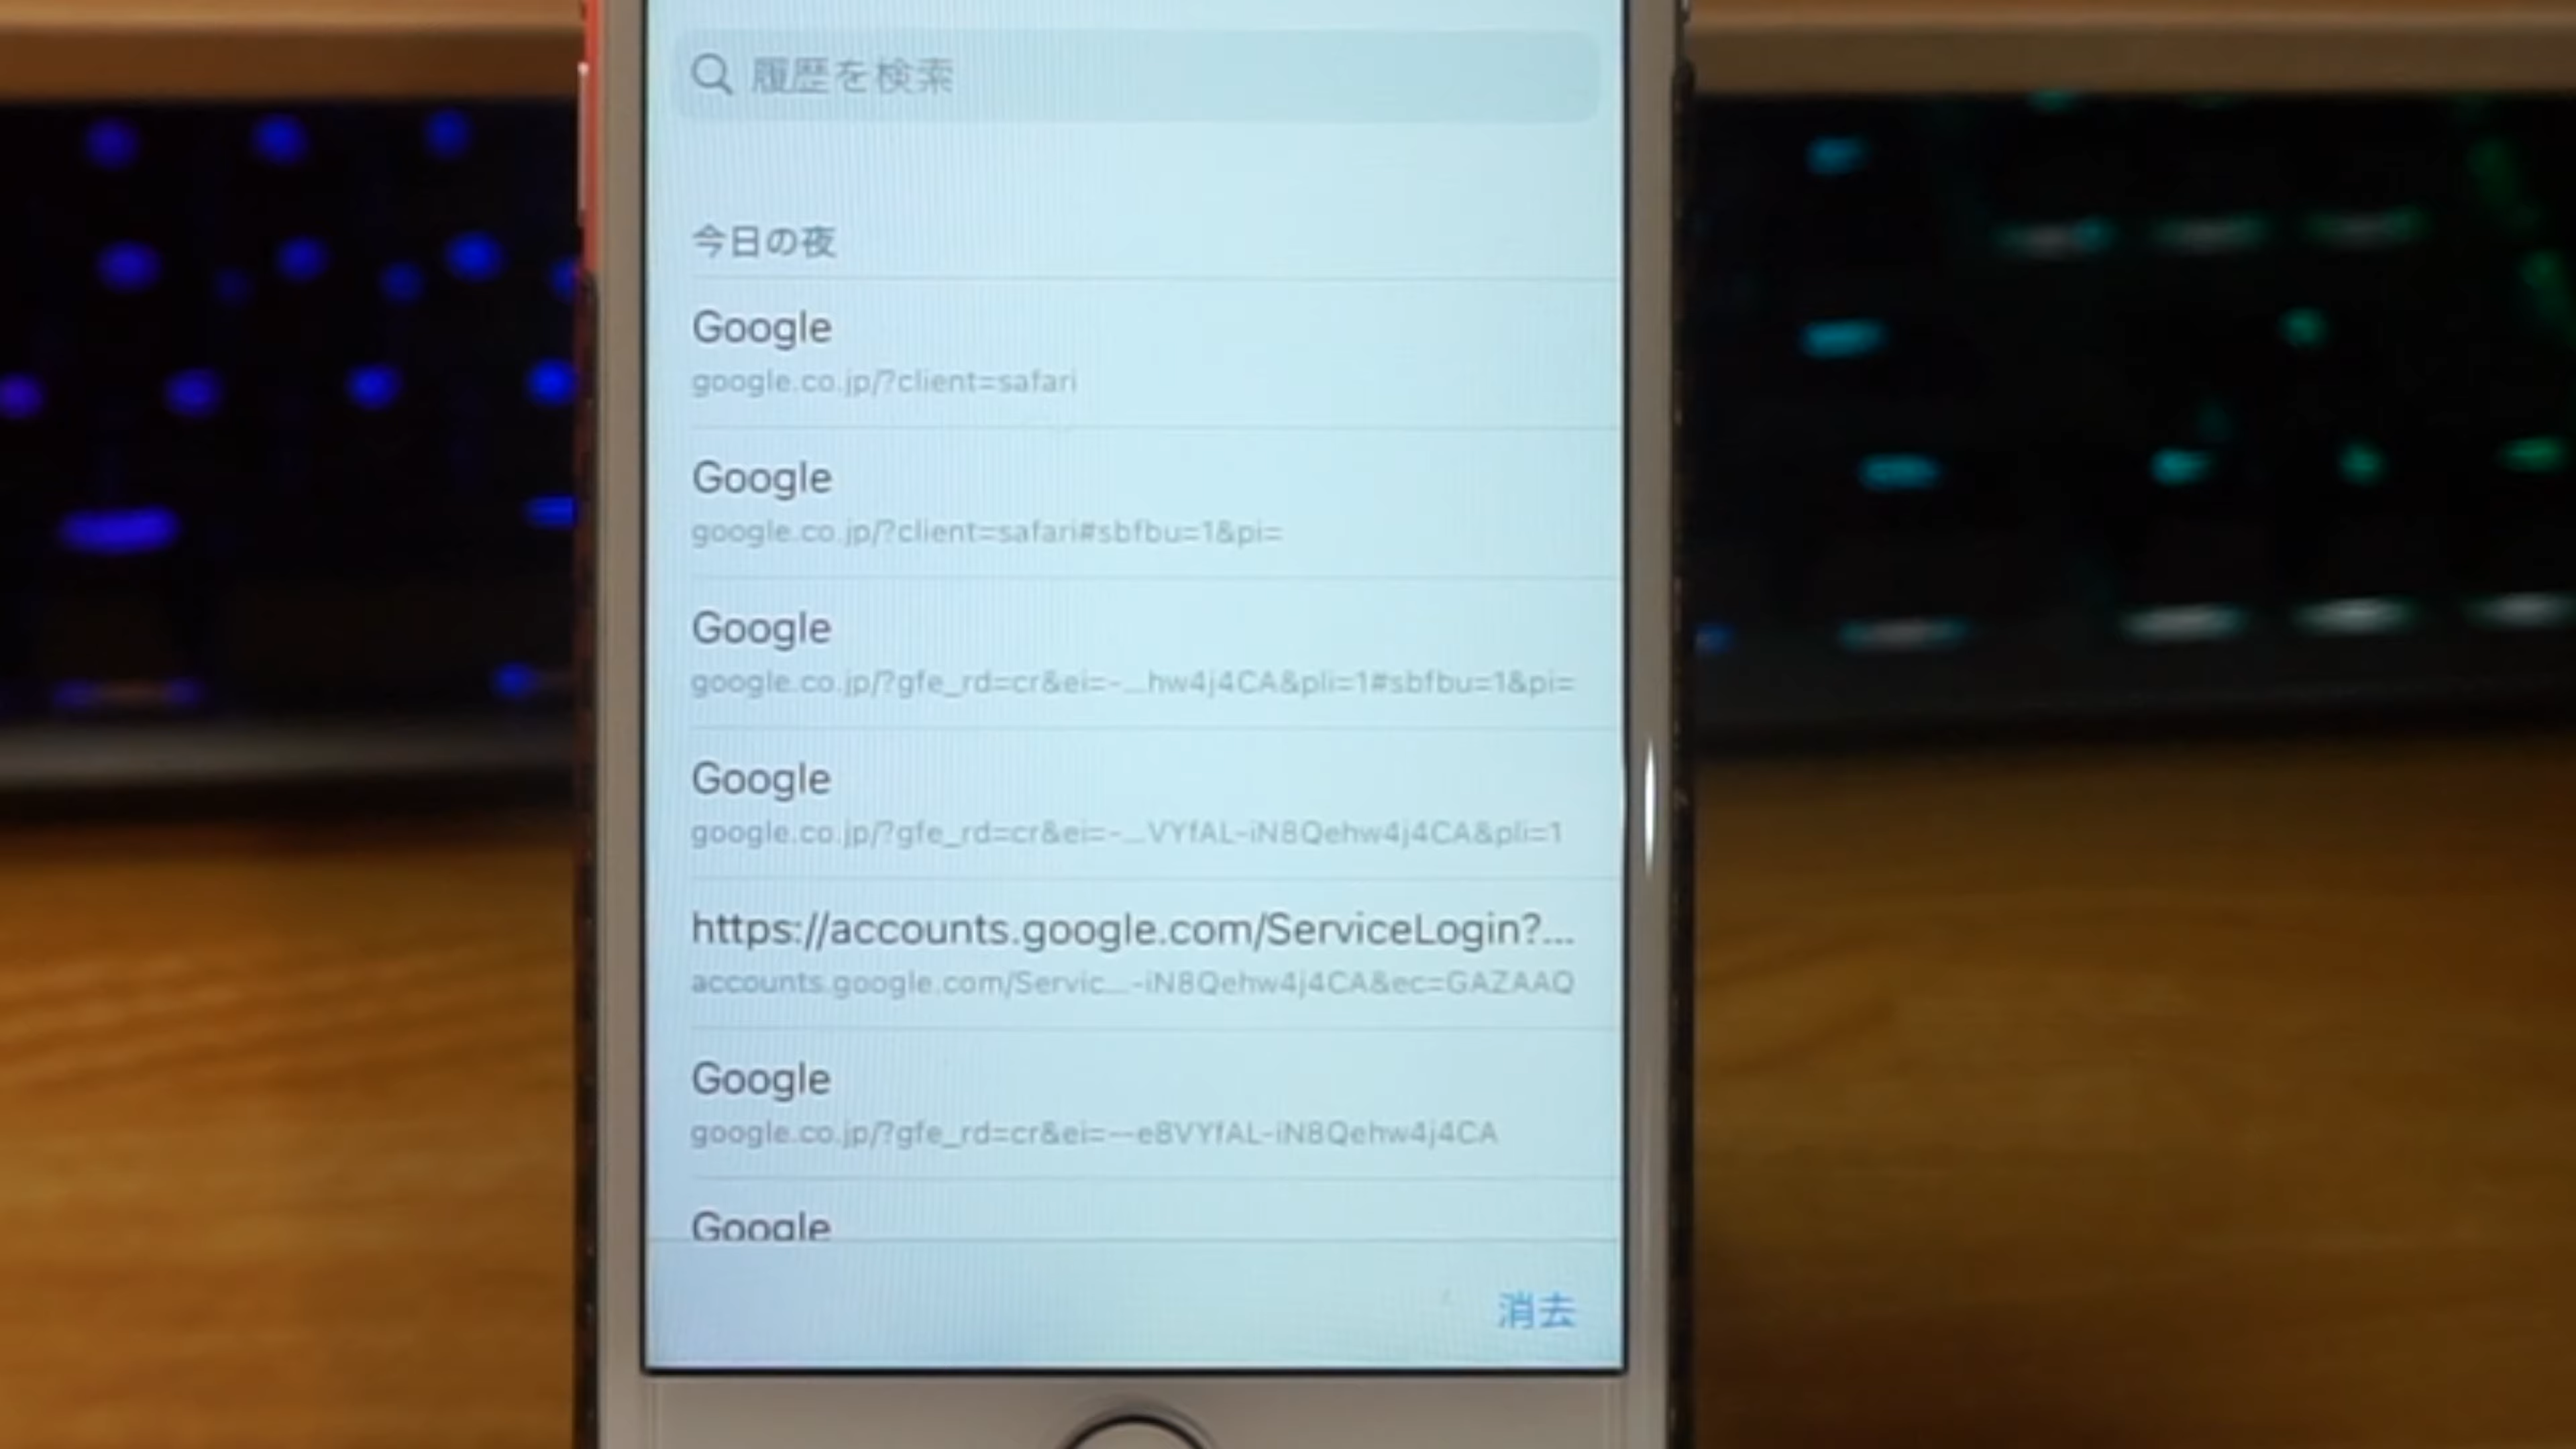 履歴を検索
今日の夜
Google
google.co.jp/?client=safari
Google
google.co.jp/?client=safari#sbfbu=1&pi=
Google
google.co.jp/?gfe_rd=cr&ei=-...hw4j4CA&pli=1#sbfbu=1&pi=
Google
google.co.jp/?gfe_rd=cr&ei=-...VYfAL-iN8Qehw4j4CA&pli=1
https://accounts.google.com/ServiceLogin?...
accounts.google.com/Servic...-iN8Qehw4j4CA&ec=GAZAAQ
Google
google.co.jp/?gfe_rd=cr&ei=--e8VYfAL-iN8Qehw4j4CA
Google
消去